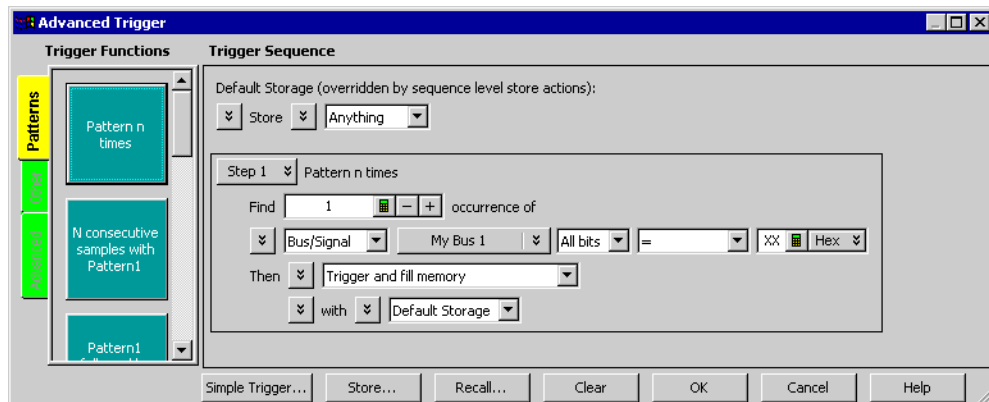 Advanced Trigger
Trigger Functions
Trigger Sequence
Patterns
Other
Advanced
Pattern n
times
N consecutive
samples with
Pattern1
Pattern1
Default Storage (overridden by sequence level store actions):
Store Anything
Step 1 Pattern n times
Find 1 - + occurrence of
Bus/Signal My Bus 1 All bits = XX Hex
Then Trigger and fill memory
with Default Storage
Simple Trigger... Store... Recall... Clear OK Cancel Help